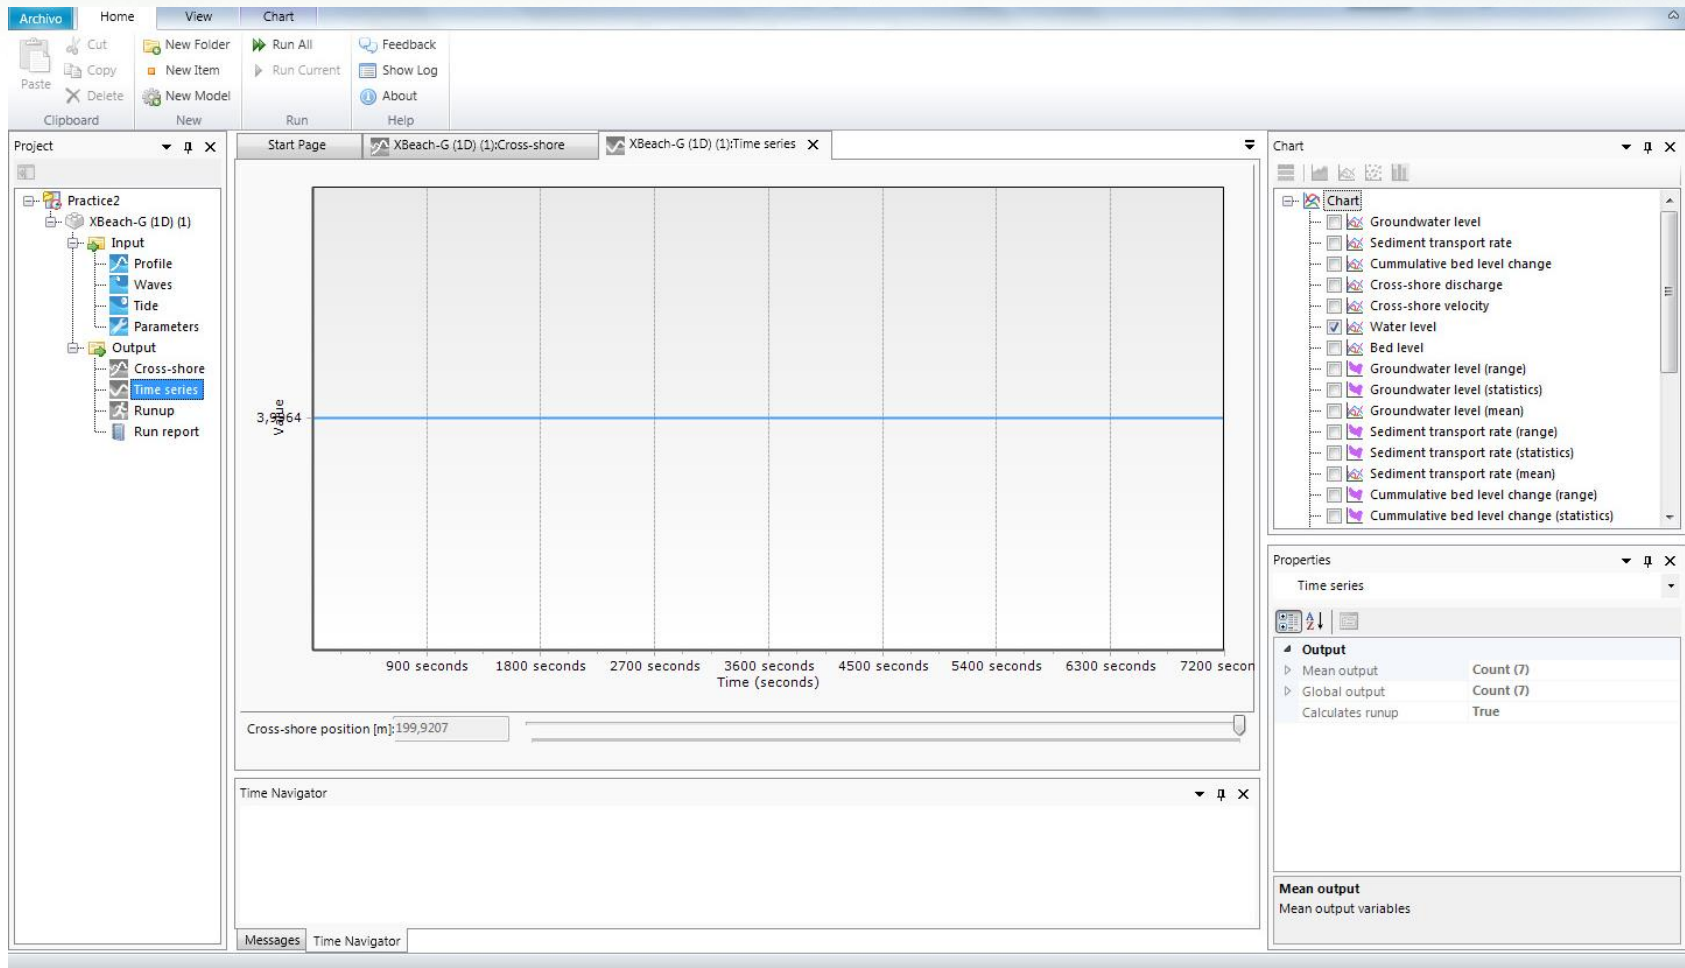 Archivo Home View Chart
Paste
Cut
Copy
Delete
Clipboard
New Folder
New Item
New Model
New
Run All
Run Current
Run
Feedback
Show Log
About
Help
Project
Practice2
XBeach-G (1D) (1)
Input
Profile
Waves
Tide
Parameters
Output
Cross-shore
Time series
Runup
Run report
Start Page XBeach-G (1D) (1):Cross-shore XBeach-G (1D) (1):Time series
Value
3,9964
900 seconds 1800 seconds 2700 seconds 3600 seconds 4500 seconds 5400 seconds 6300 seconds 7200 secon
Time (seconds)
Cross-shore position [m]: 199,9207
Time Navigator
Messages Time Navigator
Chart
Chart
Groundwater level
Sediment transport rate
Cummulative bed level change
Cross-shore discharge
Cross-shore velocity
Water level
Bed level
Groundwater level (range)
Groundwater level (statistics)
Groundwater level (mean)
Sediment transport rate (range)
Sediment transport rate (statistics)
Sediment transport rate (mean)
Cummulative bed level change (range)
Cummulative bed level change (statistics)
Properties
Time series
Output
Mean output Count (7)
Global output Count (7)
Calculates runup True
Mean output
Mean output variables